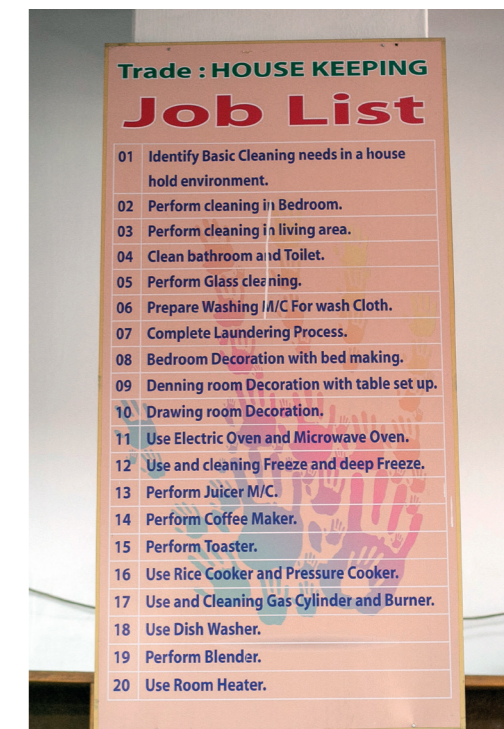 Trade : HOUSE KEEPING
Job List
01 Identify Basic Cleaning needs in a house
hold environment.
02 Perform cleaning in Bedroom.
03 Perform cleaning in living area.
04 Clean bathroom and Toilet.
05 Perform Glass cleaning.
06 Prepare Washing M/C For wash Cloth.
07 Complete Laundering Process.
08 Bedroom Decoration with bed making.
09 Denning room Decoration with table set up.
10 Drawing room Decoration.
11 Use Electric Oven and Microwave Oven.
12 Use and cleaning Freeze and deep Freeze.
13 Perform Juicer M/C.
14 Perform Coffee Maker.
15 Perform Toaster.
16 Use Rice Cooker and Pressure Cooker.
17 Use and Cleaning Gas Cylinder and Burner.
18 Use Dish Washer.
19 Perform Blender.
20 Use Room Heater.